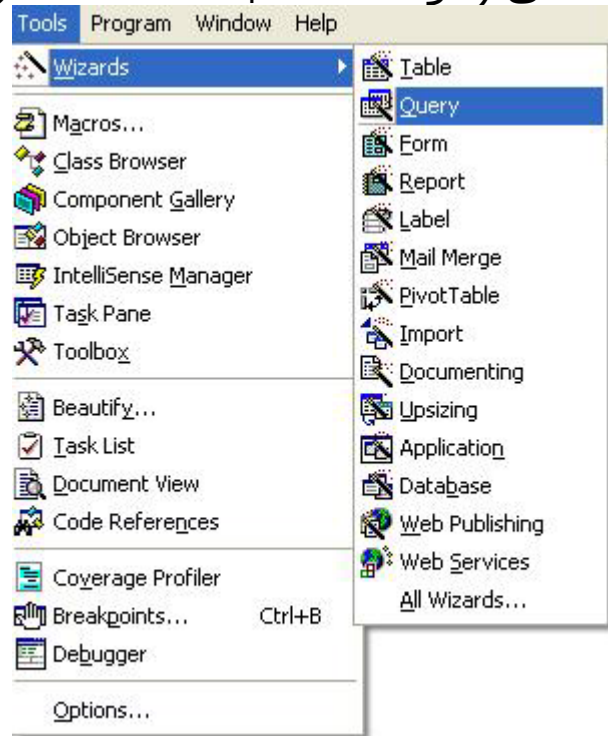 Tools Program Window Help
Wizards
Macros...
Class Browser
Component Gallery
Object Browser
IntelliSense Manager
Task Pane
Toolbox
Beautify...
Task List
Document View
Code References
Coverage Profiler
Breakpoints... Ctrl+B
Debugger
Options...
Table
Query
Form
Report
Label
Mail Merge
PivotTable
Import
Documenting
Upsizing
Application
Database
Web Publishing
Web Services
All Wizards...